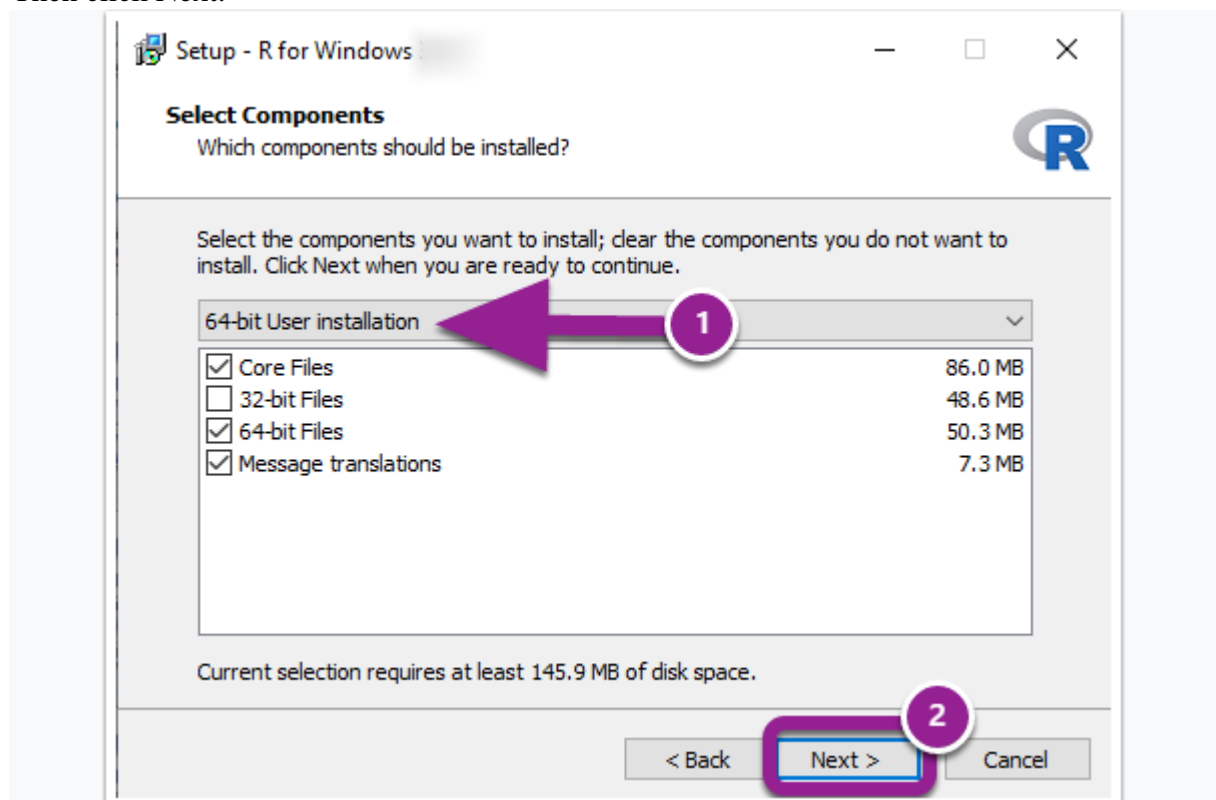 Setup - R for Windows
Select Components
Which components should be installed?
R
Select the components you want to install; clear the components you do not want to
install. Click Next when you are ready to continue.
64-bit User installation
1
Core Files 86.0 MB
32-bit Files 48.6 MB
64-bit Files 50.3 MB
Message translations 7.3 MB
Current selection requires at least 145.9 MB of disk space.
2
< Back Next > Cancel